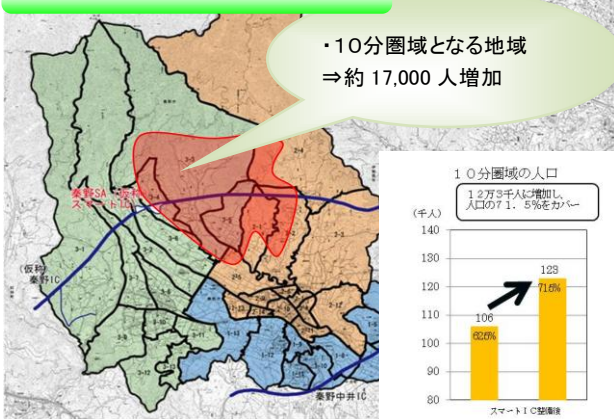 ・10分圏域となる地域
⇒約 17,000 人増加
秦野SA(仮称)
スマートIC
(仮称)
秦野IC
秦野中井IC
3-1
3-2
10分圏域の人口
12万3千人に増加し、
人口の71.5%をカバー
(千人)
140
130
120
110
100
90
80
106
62.6%
123
71.5%
スマートIC整備後